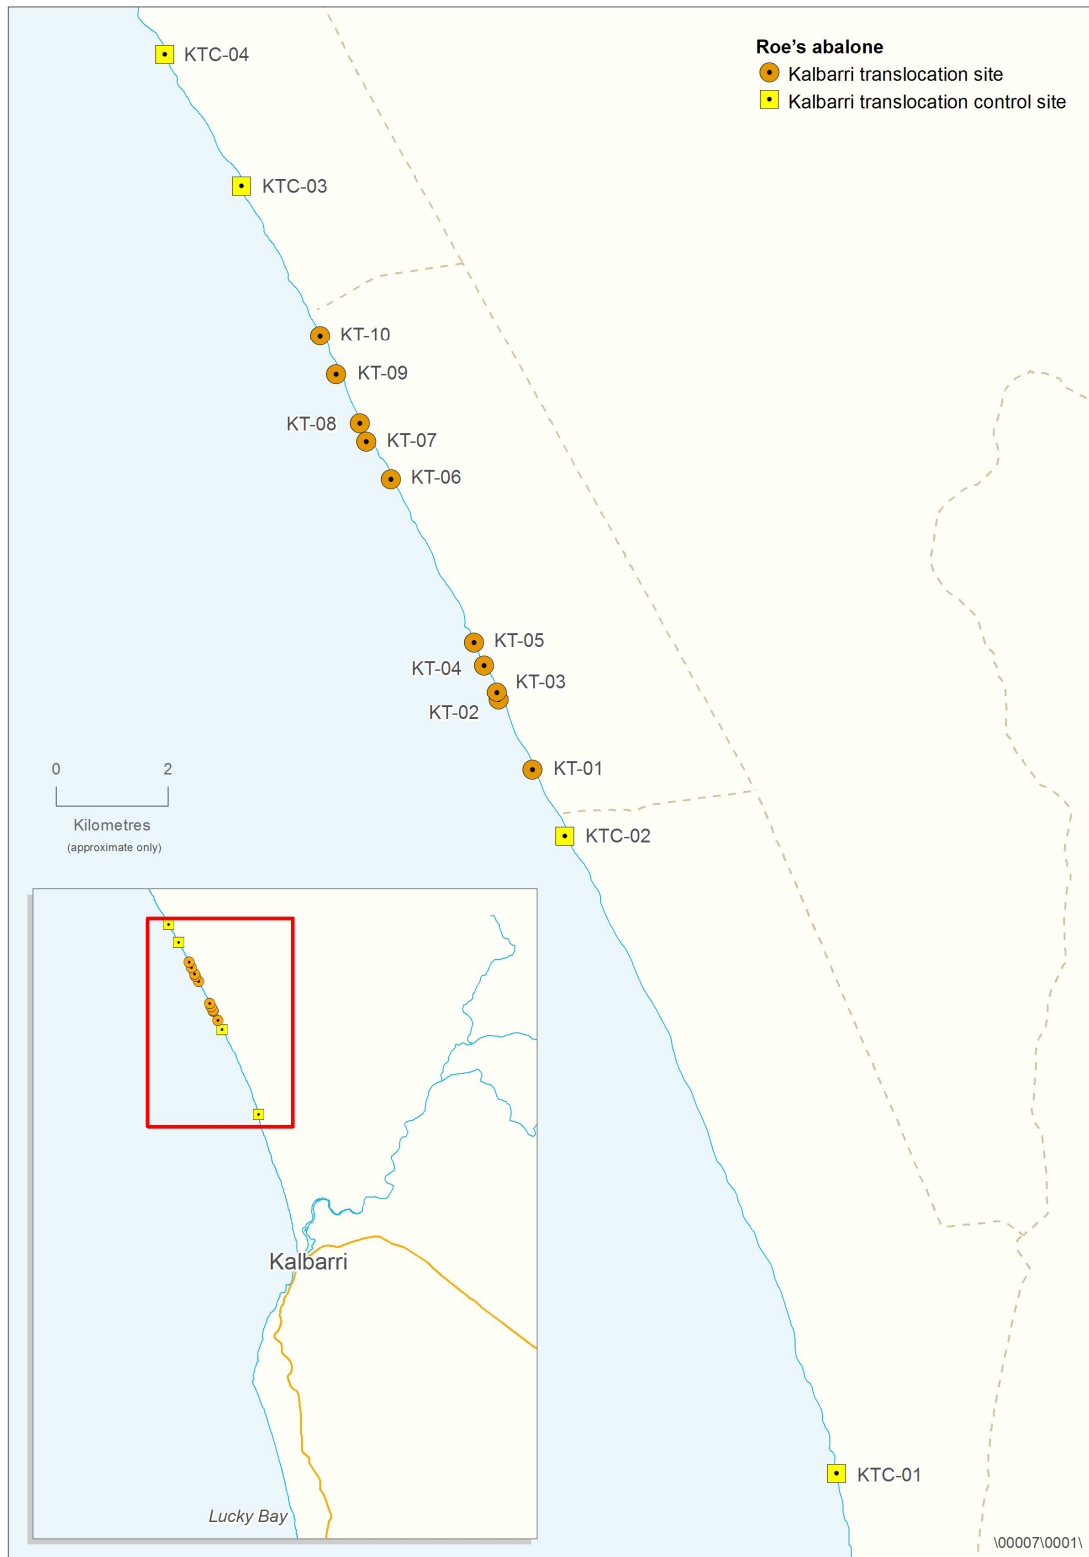 Roe's abalone
Kalbarri translocation site
Kalbarri translocation control site
KTC-04
KTC-03
KT-10
KT-09
KT-08
KT-07
KT-06
KT-05
KT-04
KT-03
KT-02
KT-01
KTC-02
0 2
Kilometres
(approximate only)
Kalbarri
Lucky Bay
KTC-01
\00007\0001\